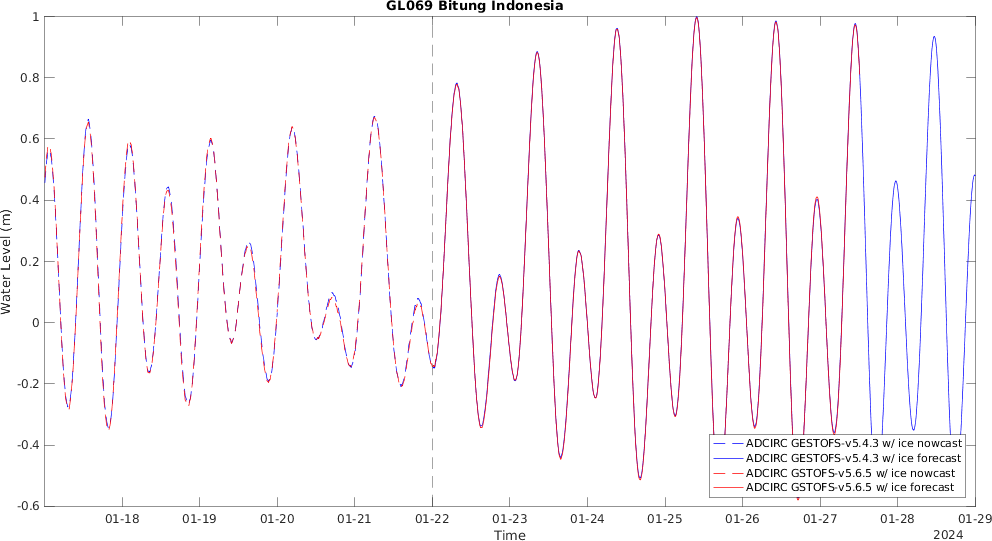 GL069 Bitung Indonesia
1
0.8
0.6
0.4
0.2
0
-0.2
-0.4
-0.6
Water Level (m)
ADCIRC GESTOFS-v5.4.3 w/ ice nowcast
ADCIRC GESTOFS-v5.4.3 w/ ice forecast
ADCIRC GSTOFS-v5.6.5 w/ ice nowcast
ADCIRC GSTOFS-v5.6.5 w/ ice forecast
01-18 01-19 01-20 01-21 01-22 01-23 01-24 01-25 01-26 01-27 01-28 01-29
Time
2024